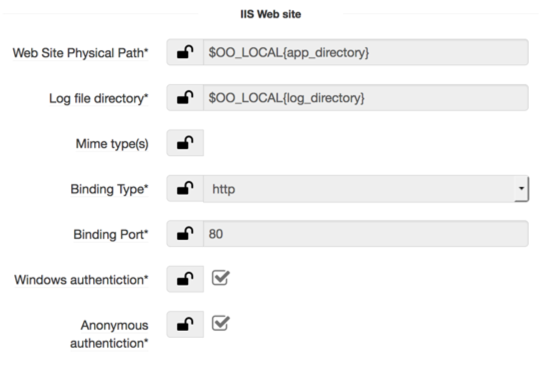 IIS Web site
Web Site Physical Path* $OO_LOCAL{app_directory}
Log file directory* $OO_LOCAL{log_directory}
Mime type(s)
Binding Type* http
Binding Port* 80
Windows authentiction*
Anonymous
authentiction*